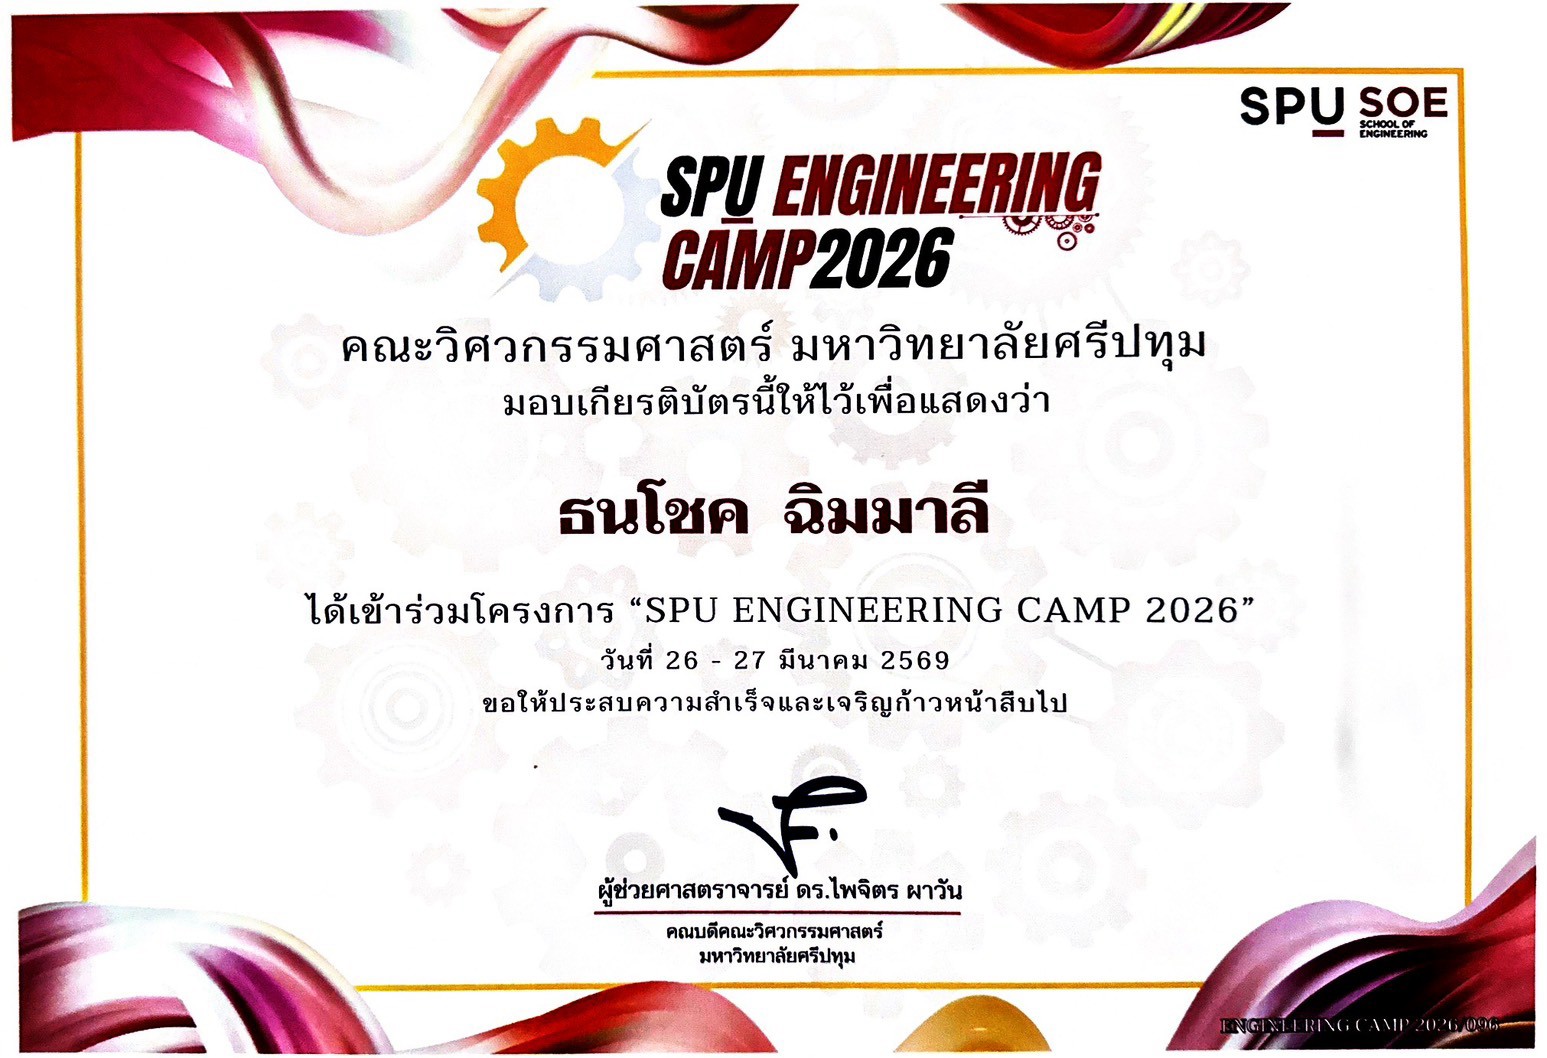 SPU SOE
SCHOOL OF
ENGINEERING
SPU ENGINEERING
CAMP2026
คณะวิศวกรรมศาสตร์ มหาวิทยาลัยศรีปทุม
มอบเกียรติบัตรนี้ให้ไว้เพื่อแสดงว่า
ธนโชค ฉิมมาลี
ได้เข้าร่วมโครงการ “SPU ENGINEERING CAMP 2026”
วันที่ 26 - 27 มีนาคม 2569
ขอให้ประสบความสำเร็จและเจริญก้าวหน้าสืบไป
ผู้ช่วยศาสตราจารย์ ดร.ไพจิตร ผาวัน
คณบดีคณะวิศวกรรมศาสตร์
มหาวิทยาลัยศรีปทุม
ENGINEERING CAMP 2026/096